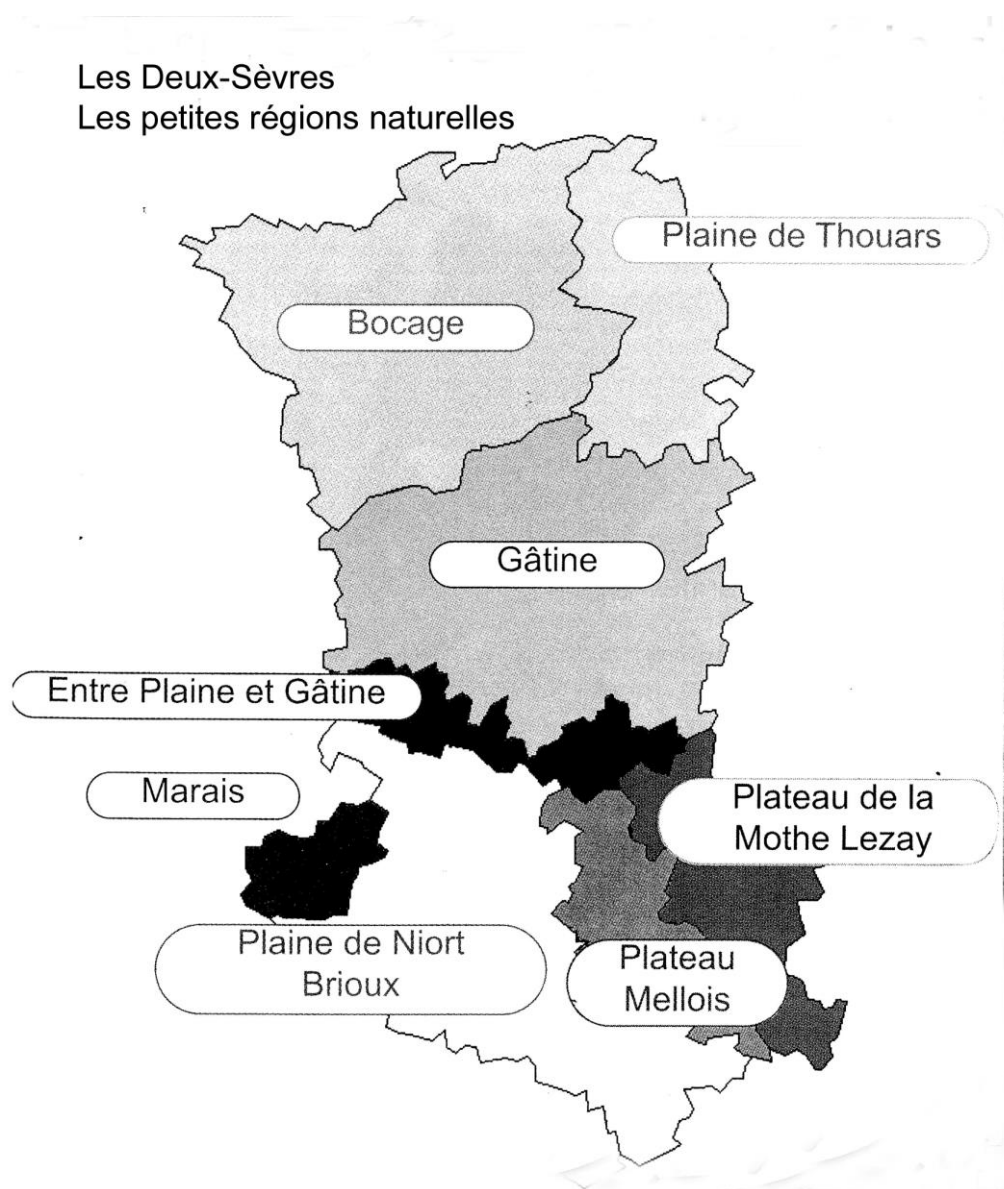 Les Deux-Sèvres
Les petites régions naturelles
Plaine de Thouars
Bocage
Gâtine
Entre Plaine et Gâtine
Marais
Plateau de la
Mothe Lezay
Plaine de Niort
Brioux
Plateau
Mellois